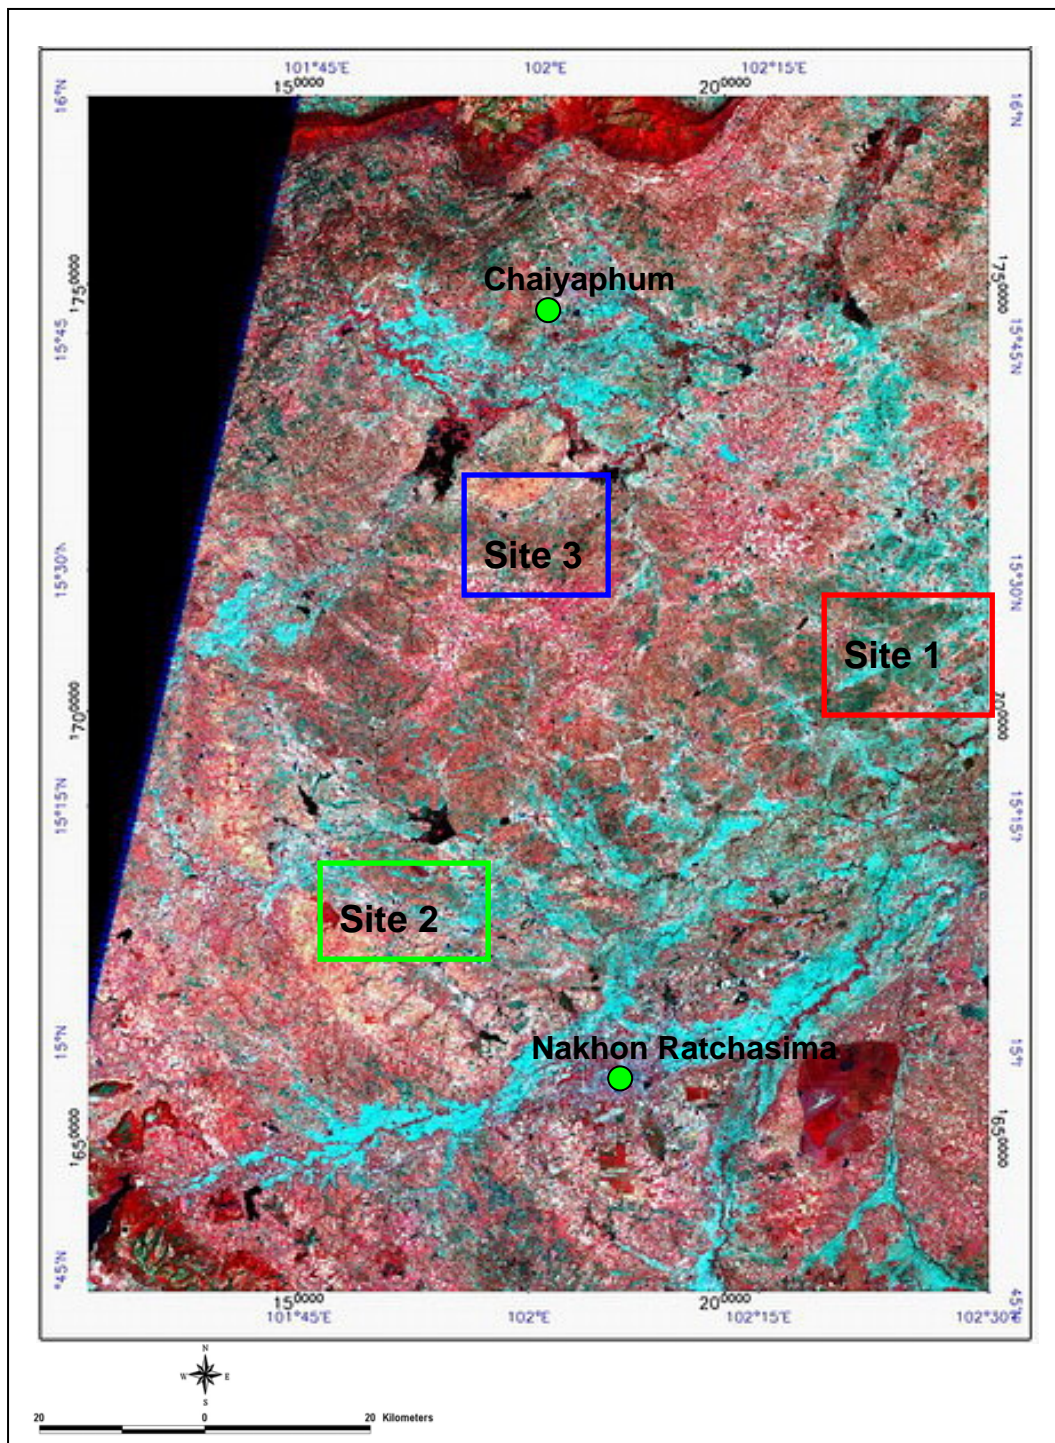 101°45'E 102°E 102°15'E
150000 200000
16°N 16°N
Chaiyaphum
1750000 1750000
15°45 15°45'N
Site 3
15°30'N 15°30'N
Site 1
1700000 700000
15°15'N 15°15'
Site 2
Nakhon Ratchasima
15°N 15°
1650000 1650000
°45'N 45'N
150000 200000
101°45'E 102°E 102°15'E 102°30'E
N
W E
S
20 0 20 Kilometers